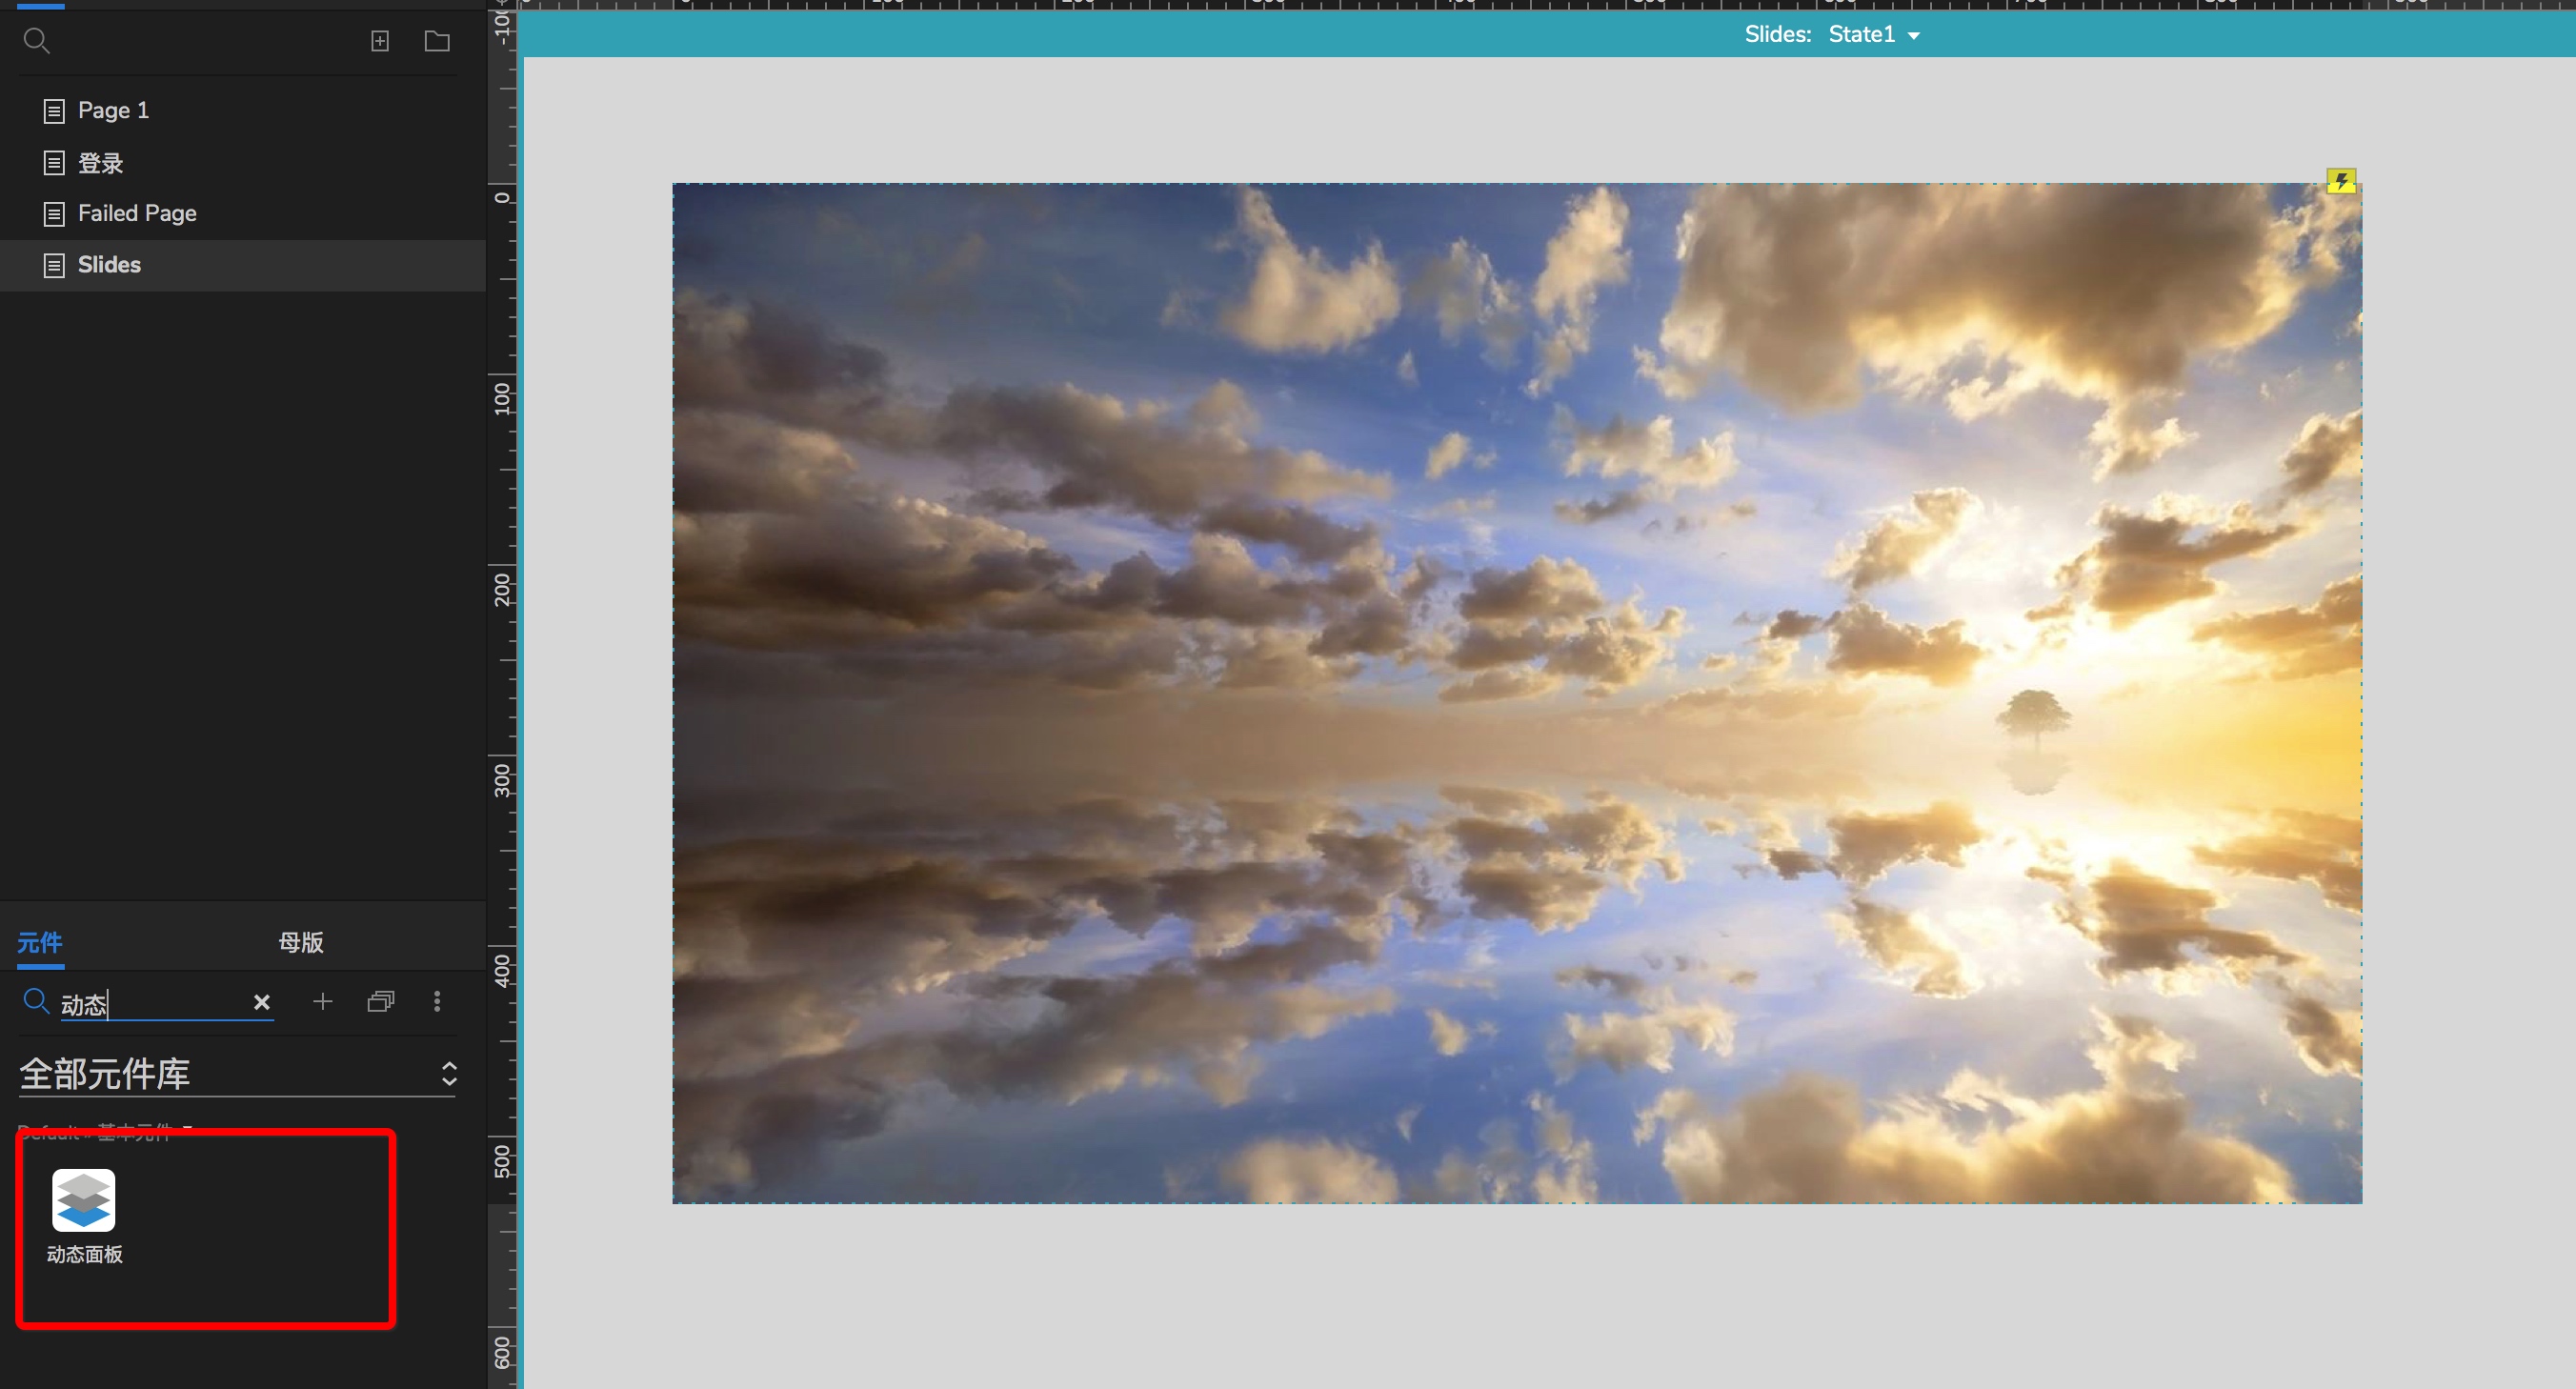 Slides: State1
Page 1
登录
Failed Page
Slides
元件 母版
动态
全部元件库
Default » 基本元件
动态面板
-100
0
100
200
300
400
500
600